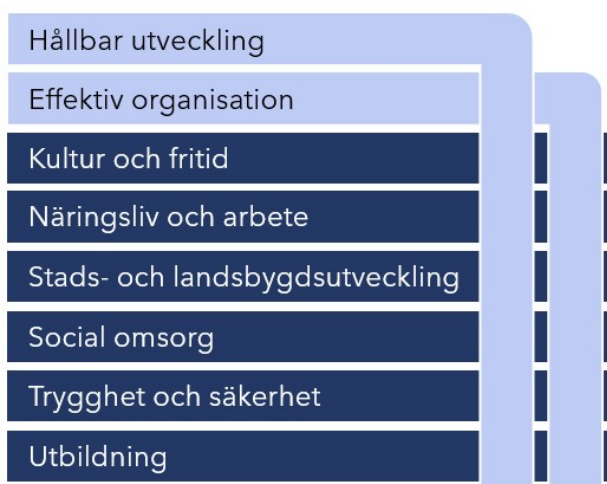 Hållbar utveckling
Effektiv organisation
Kultur och fritid
Näringsliv och arbete
Stads- och landsbygdsutveckling
Social omsorg
Trygghet och säkerhet
Utbildning